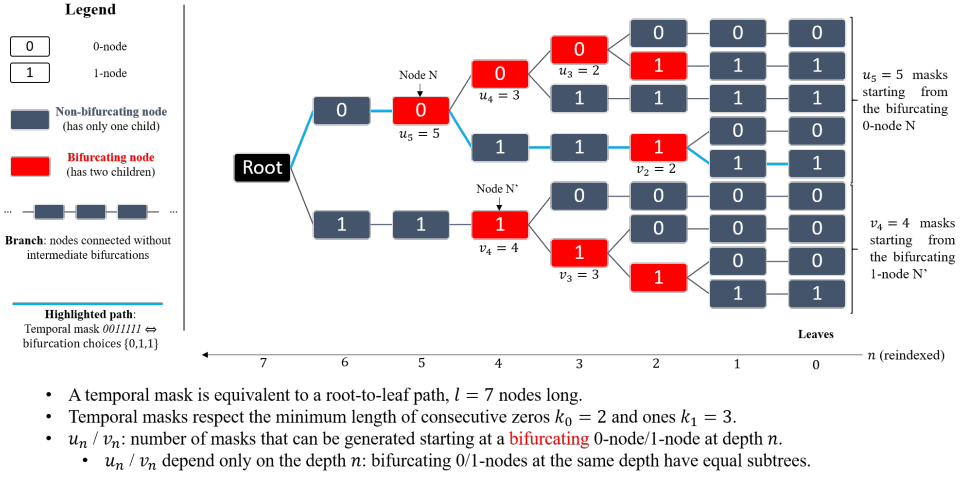 Legend
0
0-node
1
1-node
Non-bifurcating node
(has only one child)
Bifurcating node
(has two children)
... ...
Branch: nodes connected without
intermediate bifurcations
Highlighted path:
Temporal mask 0011111 ⇔
bifurcation choices {0,1,1}
0 0 0
0
u₃ = 2
1 1 1
0
u₄ = 3
1 1 1 1
Node N
0 0
u₅ = 5
0 0
1 1 1
v₂ = 2
1 1
Root
0 0 0 0
Node N'
1 1 1
v₄ = 4
0 0 0
1
v₃ = 3
0 0
1
1 1
u₅ = 5 masks
starting from
the bifurcating
0-node N
v₄ = 4 masks
starting from
the bifurcating
1-node N'
Leaves
7 6 5 4 3 2 1 0 n (reindexed)
• A temporal mask is equivalent to a root-to-leaf path, l = 7 nodes long.
• Temporal masks respect the minimum length of consecutive zeros k₀ = 2 and ones k₁ = 3.
• uₙ / vₙ: number of masks that can be generated starting at a bifurcating 0-node/1-node at depth n.
• uₙ / vₙ depend only on the depth n: bifurcating 0/1-nodes at the same depth have equal subtrees.